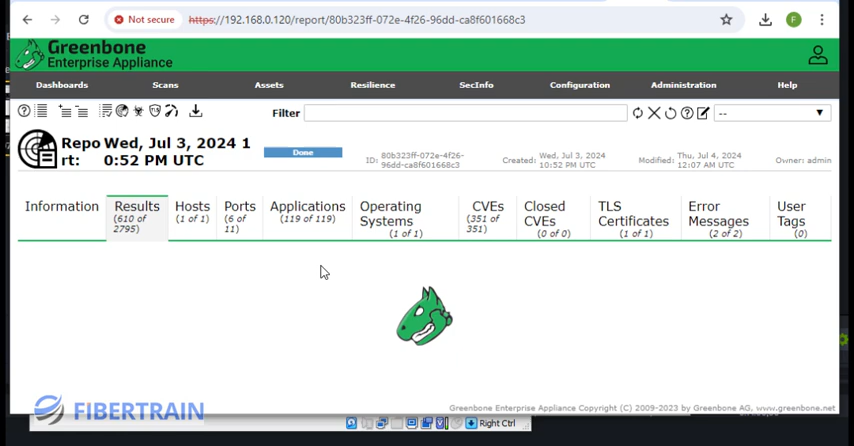 Not secure https://192.168.0.120/report/80b323ff-072e-4f26-96dd-ca8f601668c3 F
Greenbone
Enterprise Appliance
Dashboards Scans Assets Resilience SecInfo Configuration Administration Help
Filter --
Repo Wed, Jul 3, 2024 1
rt: 0:52 PM UTC
Done
ID: 80b323ff-072e-4f26-
96dd-ca8f601668c3
Created: Wed, Jul 3, 2024
10:52 PM UTC
Modified: Thu, Jul 4, 2024
12:07 AM UTC
Owner: admin
Information
Results
(610 of
2795)
Hosts
(1 of 1)
Ports
(6 of
11)
Applications
(119 of 119)
Operating
Systems
(1 of 1)
CVEs
(351 of
351)
Closed
CVEs
(0 of 0)
TLS
Certificates
(1 of 1)
Error
Messages
(2 of 2)
User
Tags
(0)
Greenbone Enterprise Appliance Copyright (C) 2009-2023 by Greenbone AG, www.greenbone.net
FIBERTRAIN
Right Ctrl